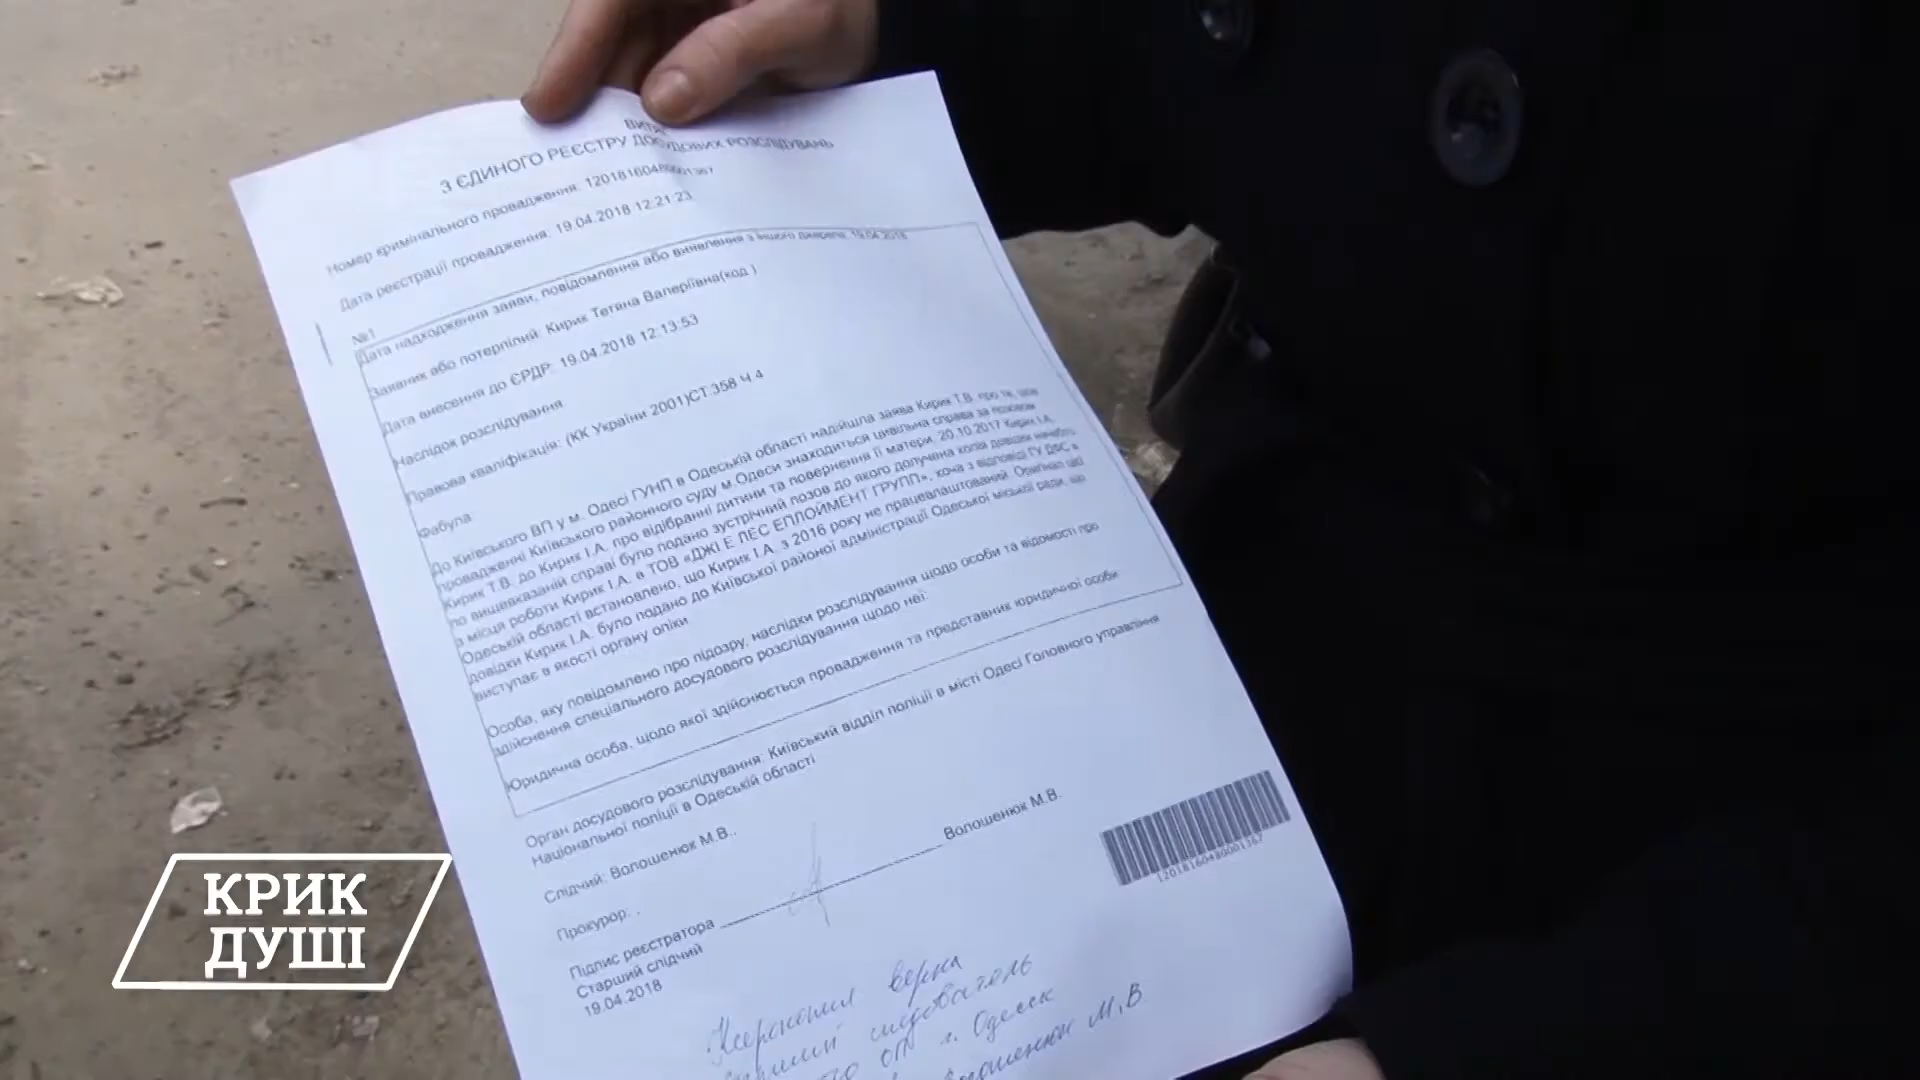 ВИТЯГ
З ЄДИНОГО РЕЄСТРУ ДОСУДОВИХ РОЗСЛІДУВАНЬ
Номер кримінального провадження: 12018160480001367
Дата реєстрації провадження: 19.04.2018 12:21:23
№1
Дата надходження заяви, повідомлення або виявлення з іншого джерела: 19.04.2018
Заявник або потерпілий: Кирик Тетяна Валеріївна(код )
Дата внесення до ЄРДР: 19.04.2018 12:13:53
Наслідок розслідування:
Правова кваліфікація: (КК України 2001)СТ.358 Ч.4
Фабула:
До Київського ВП у м. Одесі ГУНП в Одеській області надійшла заява Кирик Т.В. про те, що в
провадженні Київського районного суду м.Одеси знаходиться цивільна справа за позовом
Кирик Т.В. до Кирик І.А. про відібранні дитини та повернення її матері. 20.10.2017 Кирик І.А.
по вищевказаній справі було подано зустрічний позов до якого долучена копія довідки начебто
з місця роботи Кирик І.А. в ТОВ «ДЖІ Е ЛЕС ЕПЛОЙМЕНТ ГРУПП», хоча з відповіді ГУ ДФС в
Одеській області встановлено, що Кирик І.А. з 2016 року не працевлаштований. Оригінал цієї
довідки Кирик І.А. було подано до Київської районої адміністрації Одеської міської ради, що
виступає в якості органу опіки
Особа, яку повідомлено про підозру, наслідки розслідування щодо особи та відомості про
здійснення спеціального досудового розслідування щодо неї:
Юридична особа, щодо якої здійснюється провадження та представник юридичної особи
Орган досудового розслідування: Київський відділ поліції в місті Одесі Головного управління
Національної поліції в Одеській області
Слідчий: Волошенюк М.В.,
Прокурор: ,
Підпис реєстратора Волошенюк М.В.
Старший слідчий
19.04.2018
12018160480001367
верна
следователь
ОП г. Одесск
М.В
КРИК
ДУШІ